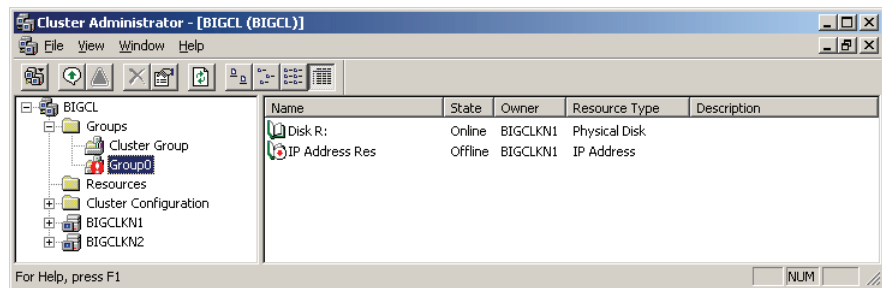 Cluster Administrator - [BIGCL (BIGCL)]
File View Window Help
BIGCL
Groups
Cluster Group
Group0
Resources
Cluster Configuration
BIGCLKN1
BIGCLKN2
Name State Owner Resource Type Description
Disk R: Online BIGCLKN1 Physical Disk
IP Address Res Offline BIGCLKN1 IP Address
For Help, press F1 NUM